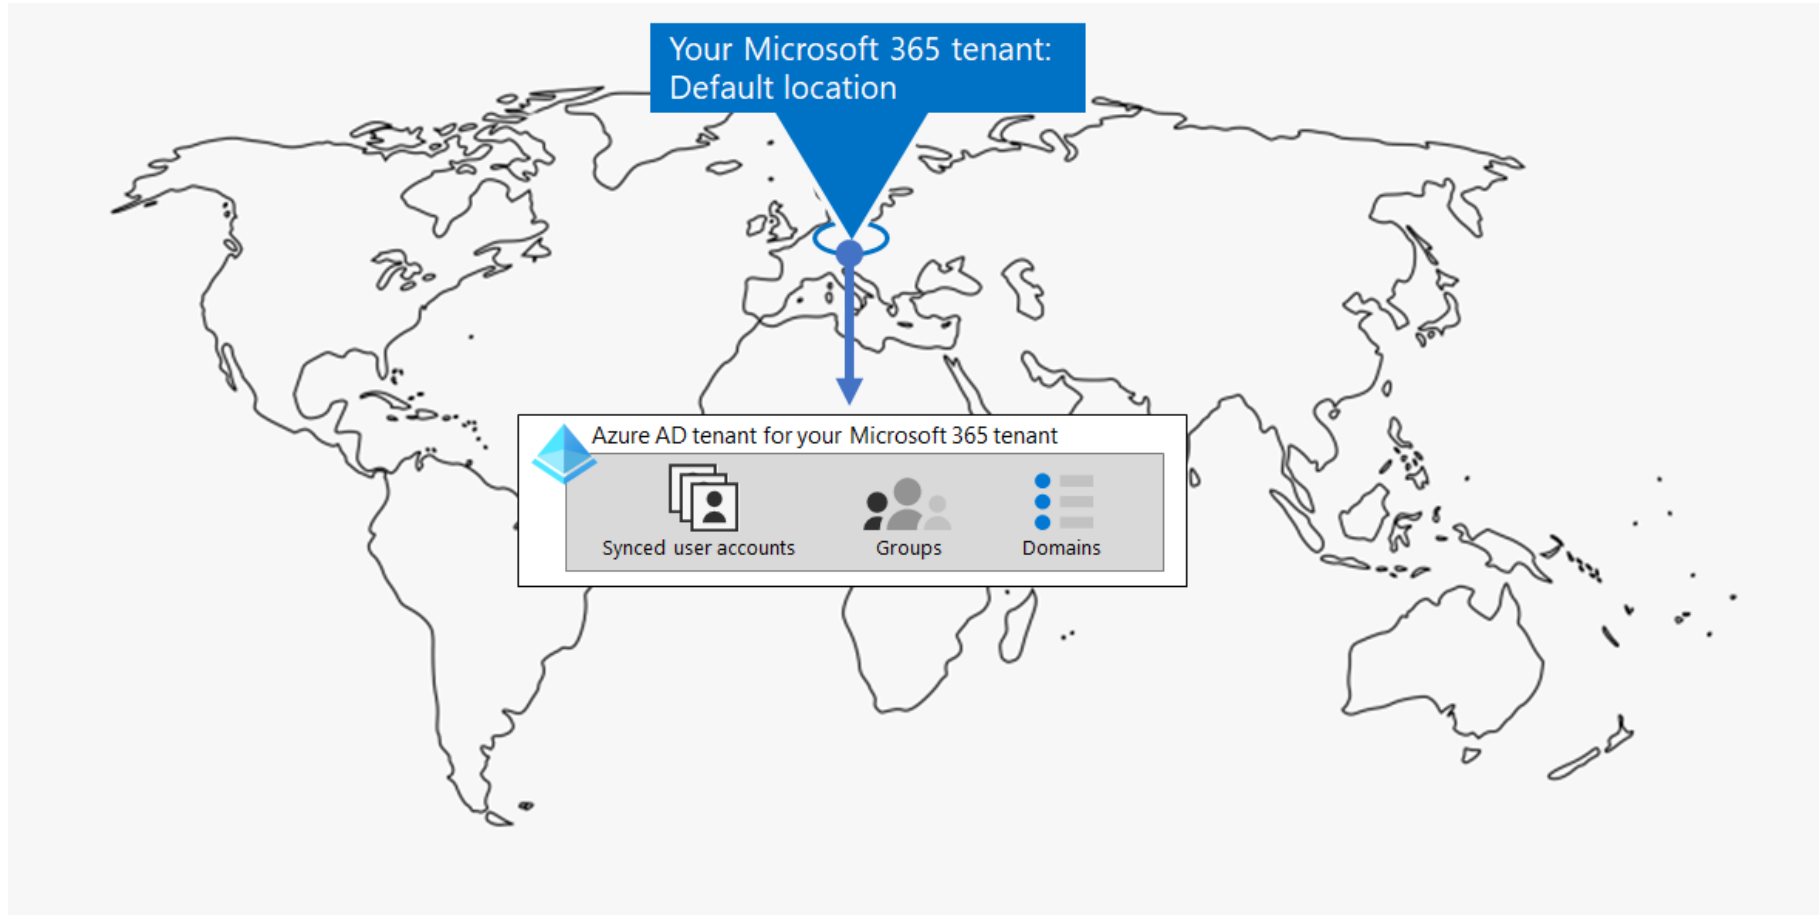 Your Microsoft 365 tenant:
Default location
Azure AD tenant for your Microsoft 365 tenant
Synced user accounts
Groups
Domains